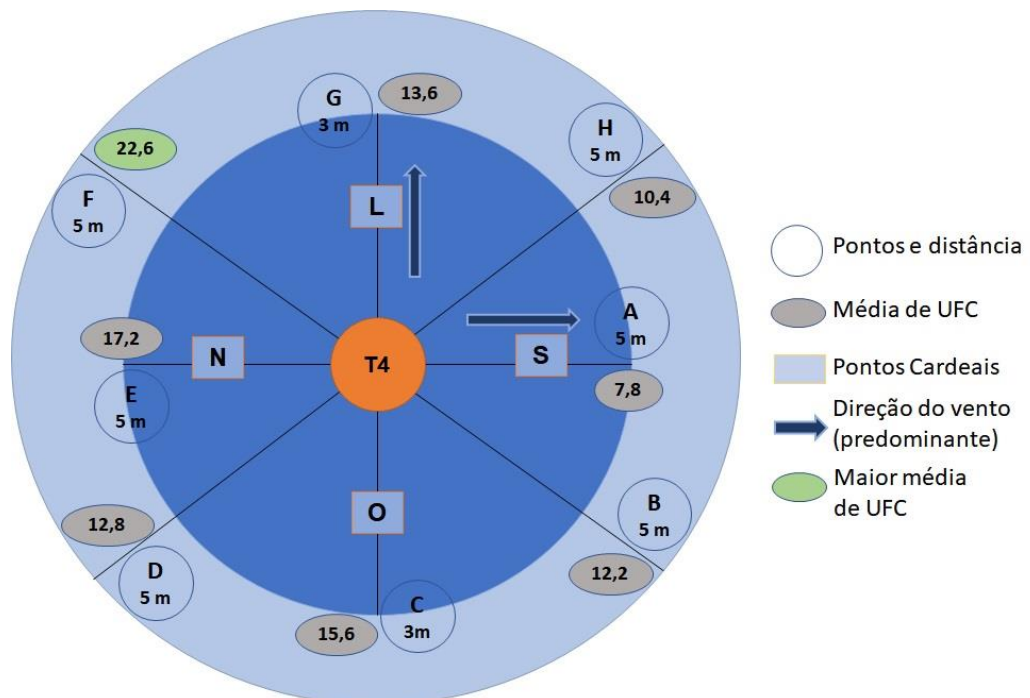 G
3 m
13,6
H
5 m
22,6
F
5 m
10,4
L
Pontos e distância
A
5 m
Média de UFC
17,2
N
T4
S
Pontos Cardeais
7,8
E
5 m
Direção do vento
(predominante)
Maior média
de UFC
O
B
5 m
12,8
D
5 m
12,2
C
3m
15,6